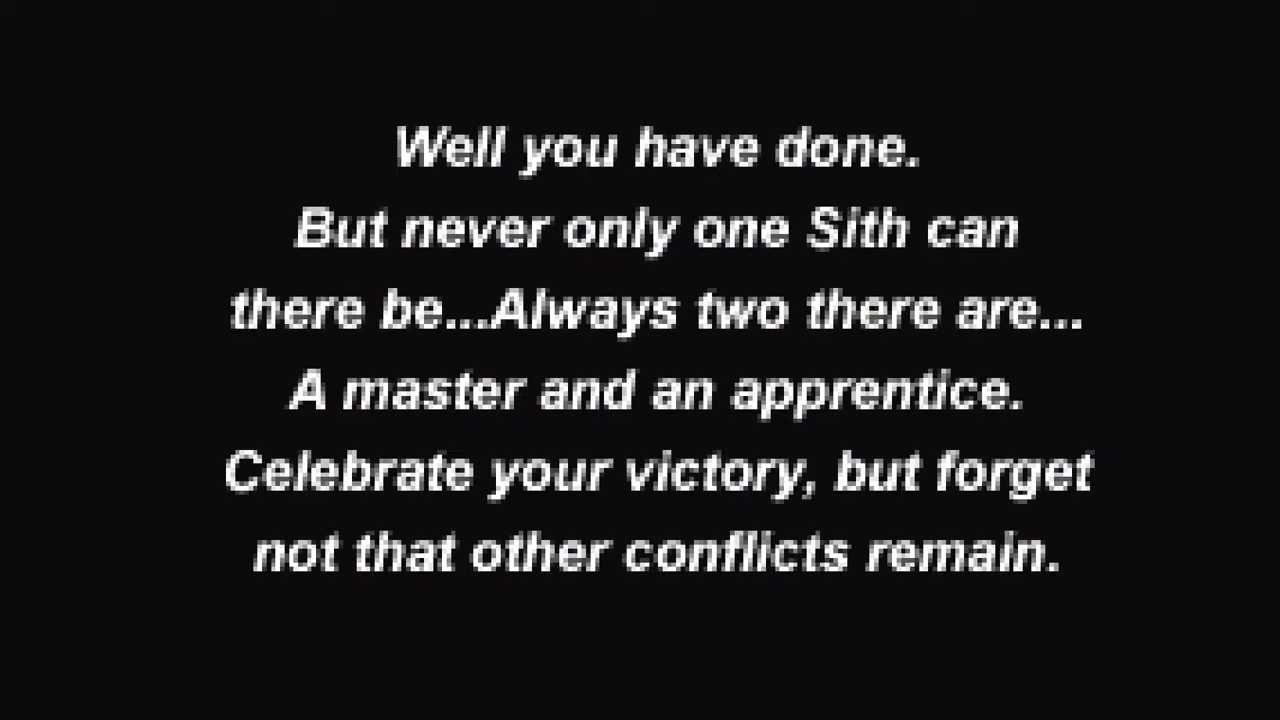 Well you have done.
But never only one Sith can
there be...Always two there are...
A master and an apprentice.
Celebrate your victory, but forget
not that other conflicts remain.